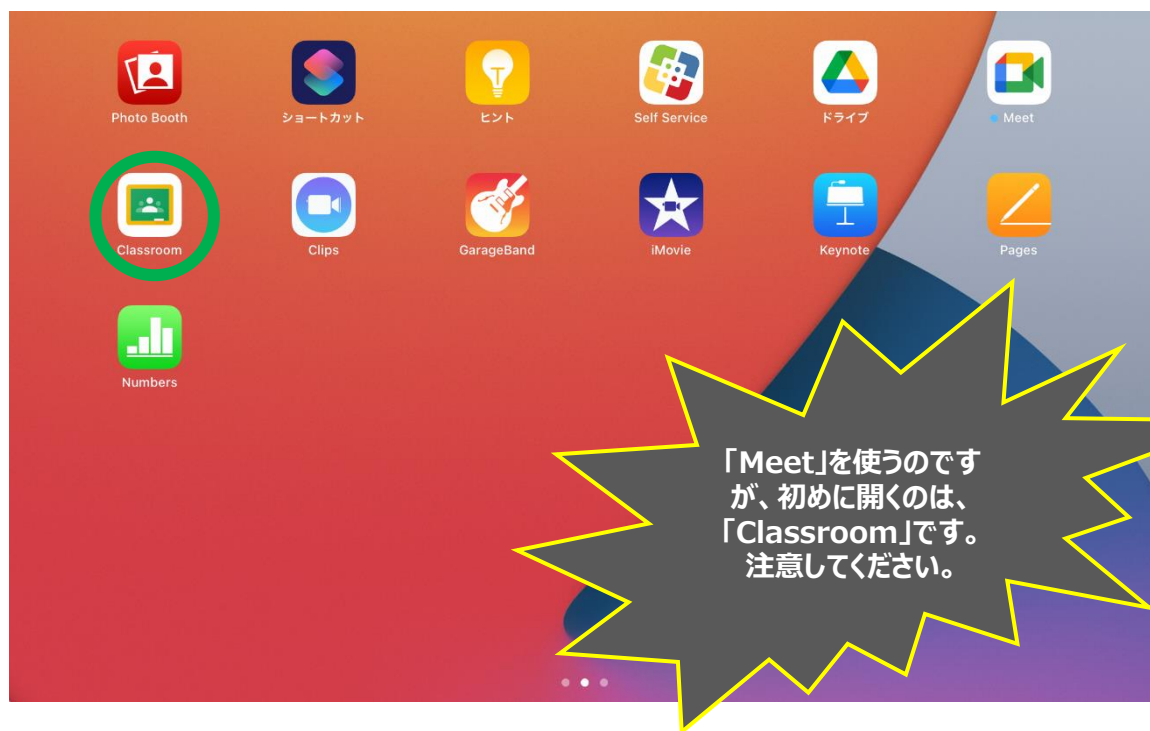 Photo Booth
ショートカット
ヒント
Self Service
ドライブ
Meet
Classroom
Clips
GarageBand
iMovie
Keynote
Pages
Numbers
「Meet」を使うのです
が、初めに開くのは、
「Classroom」です。
注意してください。